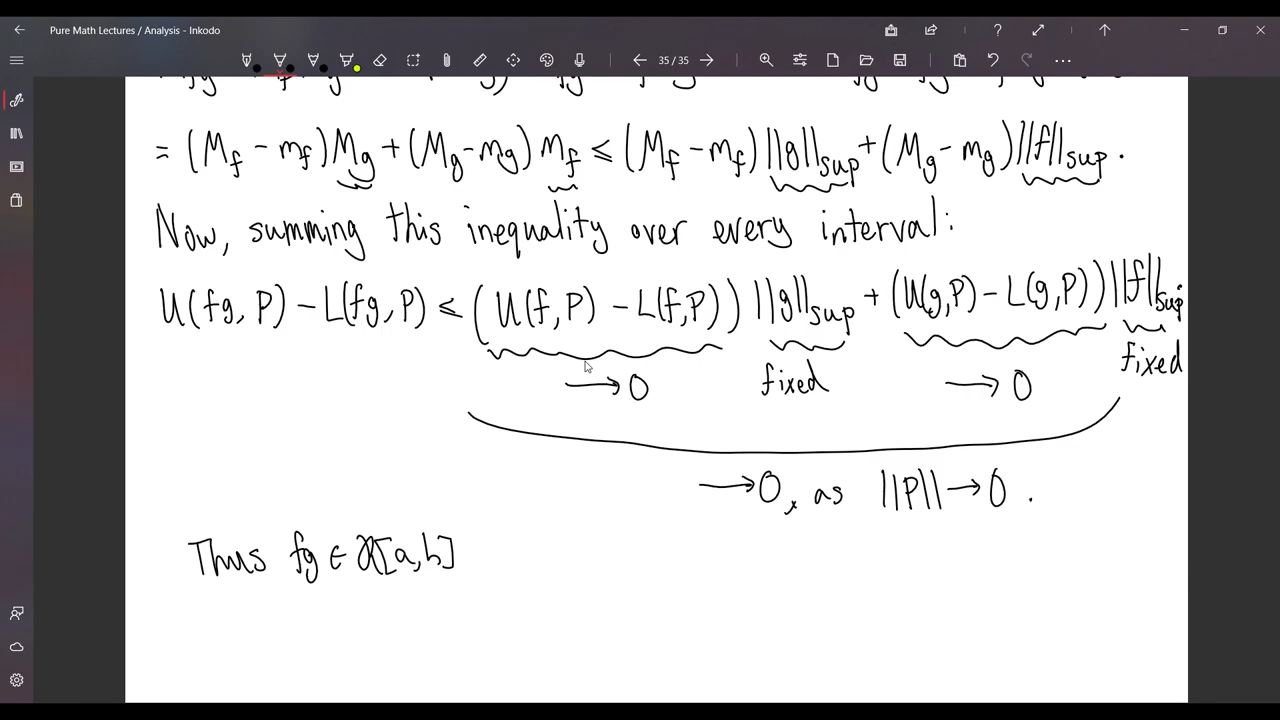 Pure Math Lectures / Analysis - Inkodo
35 / 35
= (M_f - m_f) M_g + (M_g - m_g) m_f ≤ (M_f - m_f) ||g||_sup + (M_g - m_g) ||f||_sup .
Now, summing this inequality over every interval:
U(fg, P) - L(fg, P) ≤ (U(f,P) - L(f,P)) ||g||_sup + (U(g,P) - L(g,P)) ||f||_sup.
→ 0 fixed → 0 fixed
→ 0, as ||P|| → 0 .
Thus fg ∈ R[a,b]